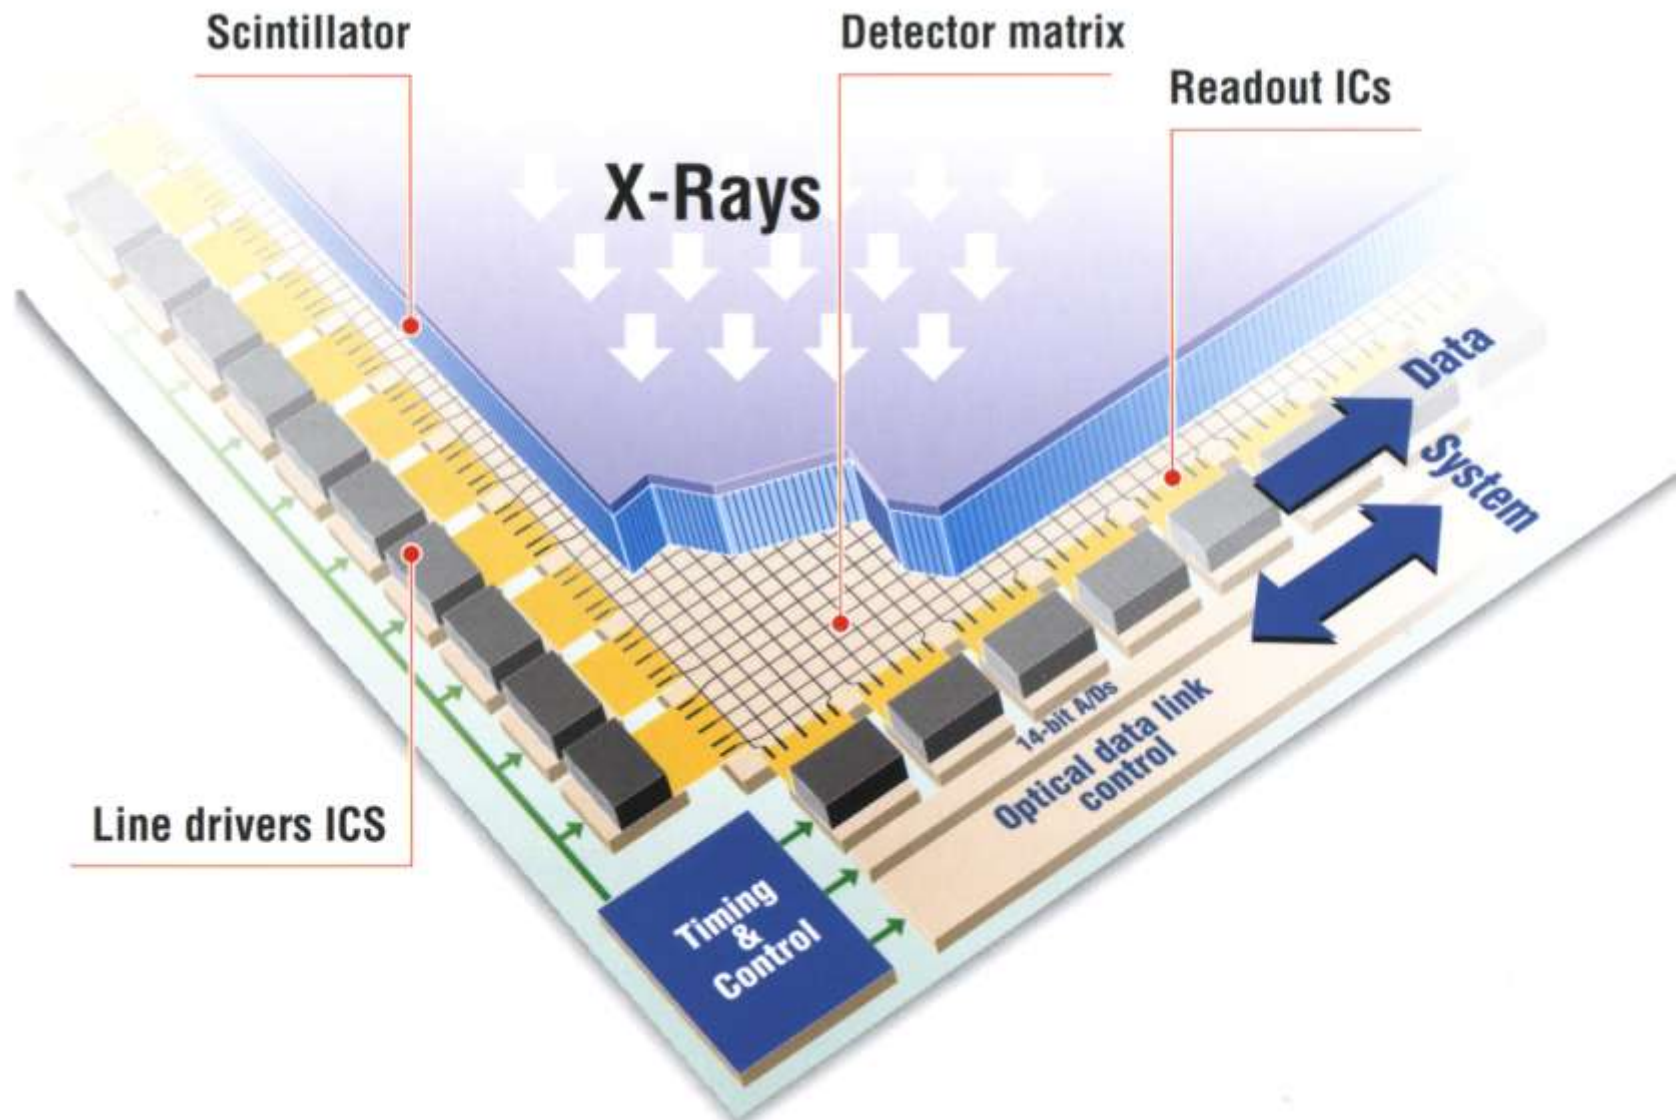 Scintillator
Detector matrix
Readout ICs
X-Rays
Data
System
14-bit A/Ds
Optical data link
control
Line drivers ICS
Timing
&
Control